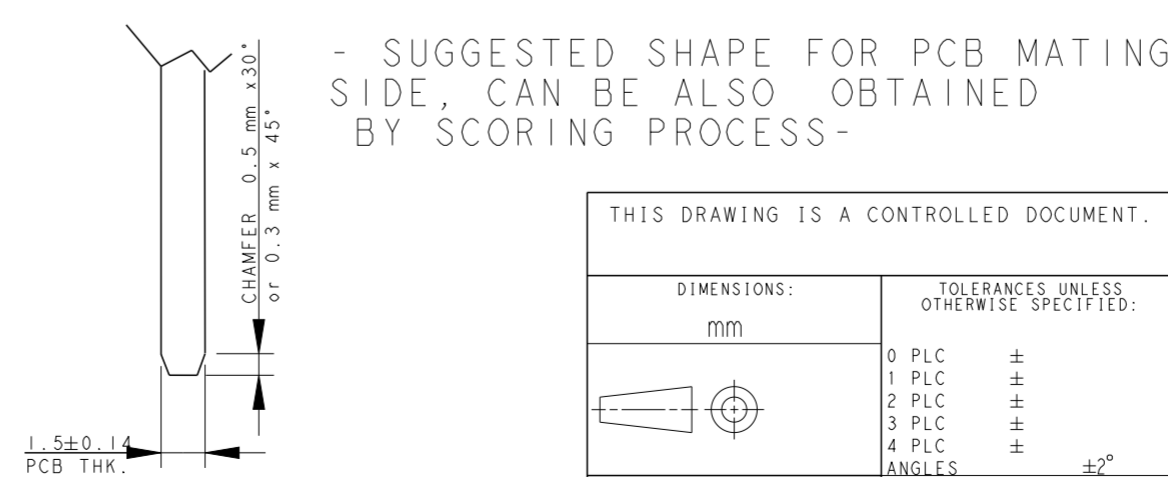 - SUGGESTED SHAPE FOR PCB MATING
SIDE, CAN BE ALSO OBTAINED
BY SCORING PROCESS-
CHAMFER 0.5 mm x30°
or 0.3 mm x 45°
1.5±0.14
PCB THK.
THIS DRAWING IS A CONTROLLED DOCUMENT.
DIMENSIONS:
mm
TOLERANCES UNLESS
OTHERWISE SPECIFIED:
0 PLC ±
1 PLC ±
2 PLC ±
3 PLC ±
4 PLC ±
ANGLES ±2°